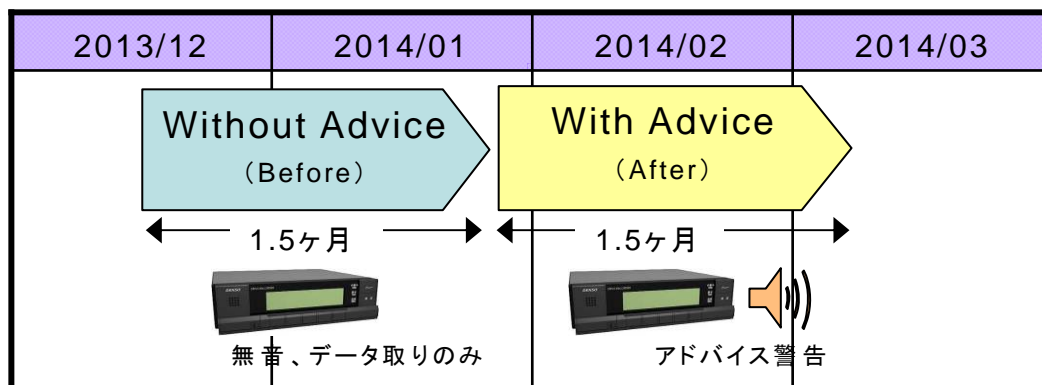 2013/12 2014/01 2014/02 2014/03
Without Advice
（Before）
With Advice
（After）
1.5ヶ月 1.5ヶ月
無音、データ取りのみ
アドバイス警告